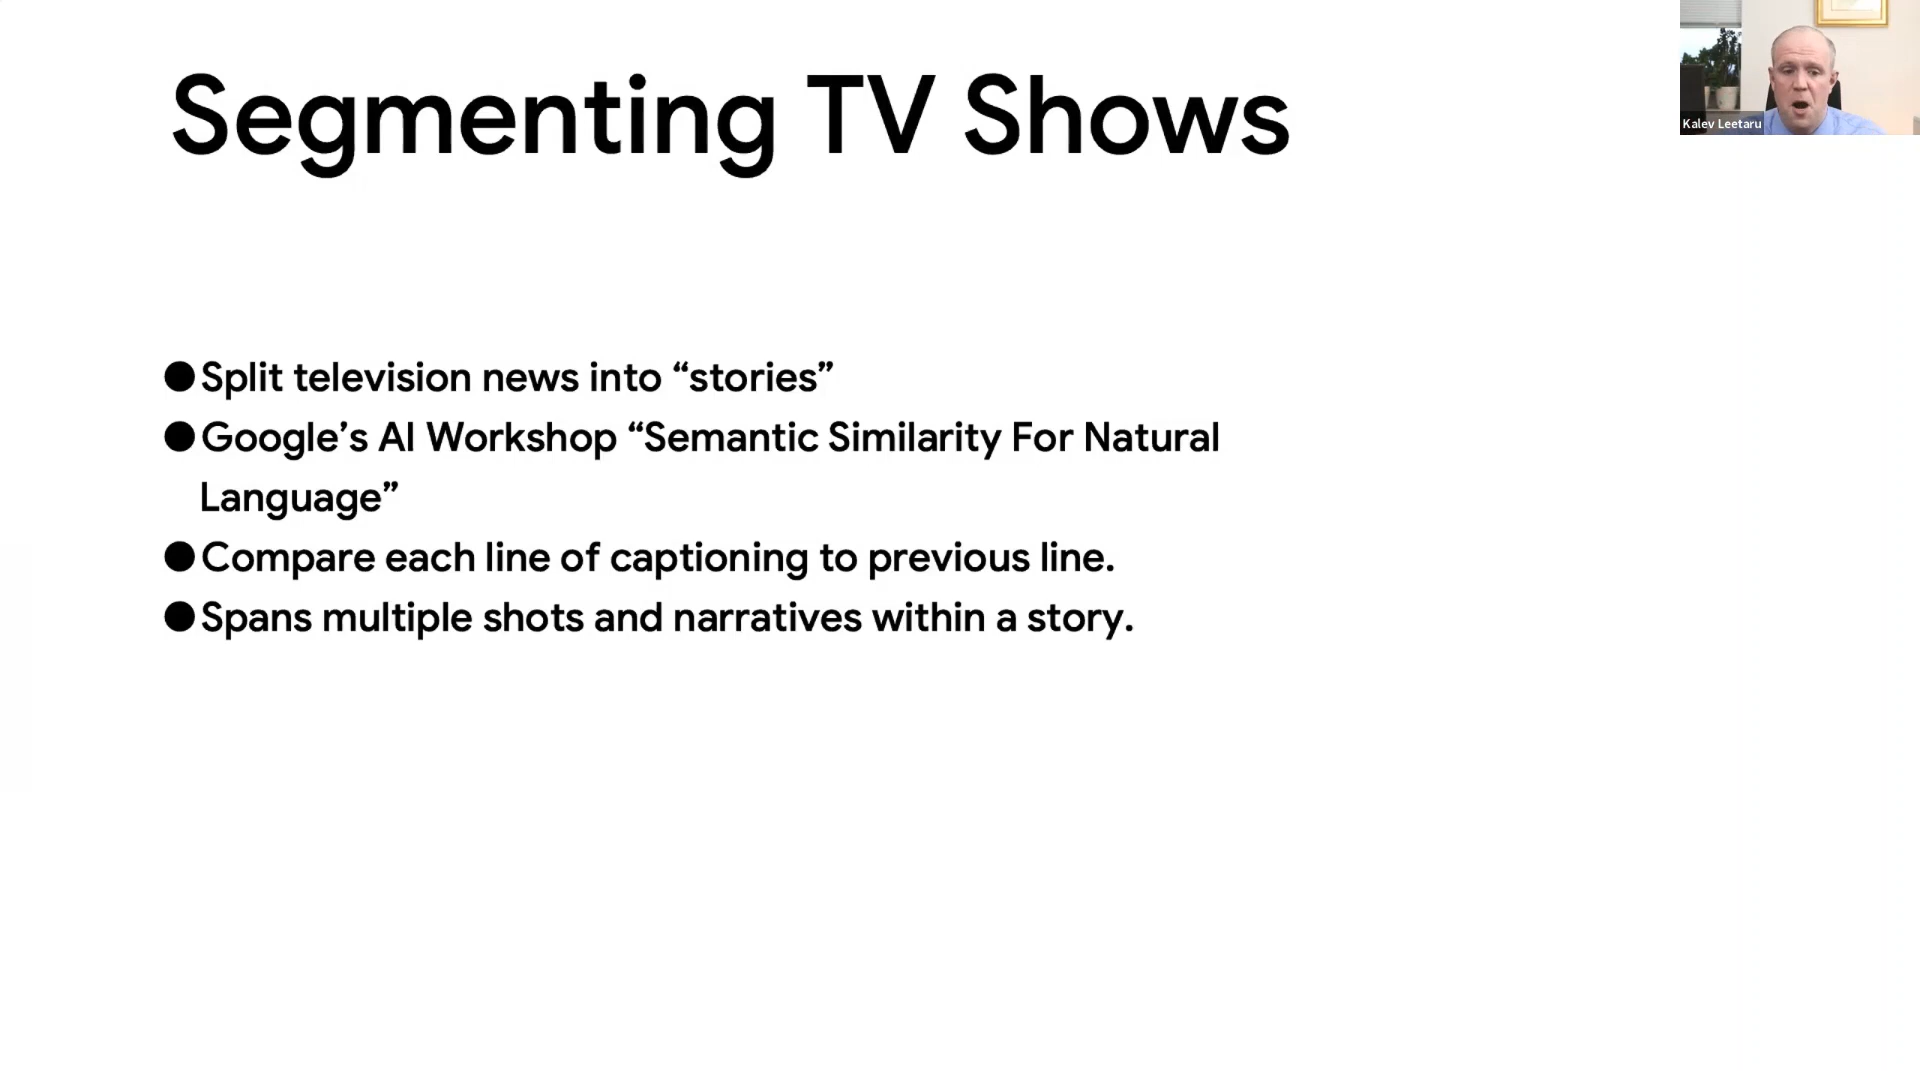 Segmenting TV Shows
Kalev Leetaru
●Split television news into “stories”
●Google’s AI Workshop “Semantic Similarity For Natural
Language”
●Compare each line of captioning to previous line.
●Spans multiple shots and narratives within a story.